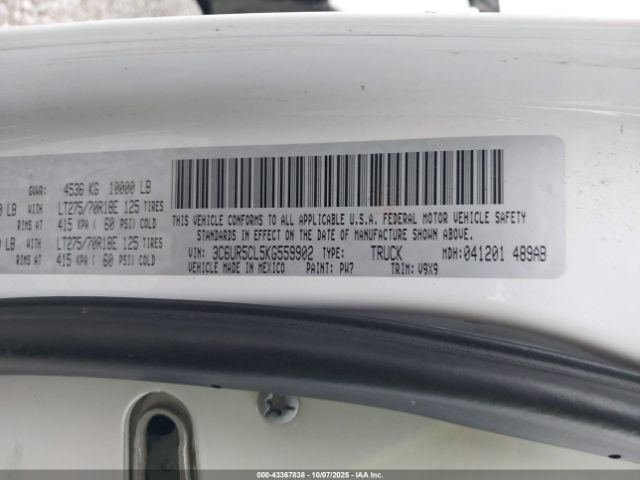 GVWR: 4536 KG 10000 LB
LB WITH LT275/70R18E 125 TIRES
RIMS AT 415 KPA ( 60 PSI) COLD
LB WITH LT275/70R18E 125 TIRES
RIMS AT 415 KPA ( 60 PSI) COLD
THIS VEHICLE CONFORMS TO ALL APPLICABLE U.S.A. FEDERAL MOTOR VEHICLE SAFETY
STANDARDS IN EFFECT ON THE DATE OF MANUFACTURE SHOWN ABOVE.
VIN: 3C6UR5CL5KG559902 TYPE: TRUCK MDH: 041201 489AB
VEHICLE MADE IN MEXICO PAINT: PW7 TRIM: V9X9
000-43367838 | 10/07/2025 | IAA Inc.